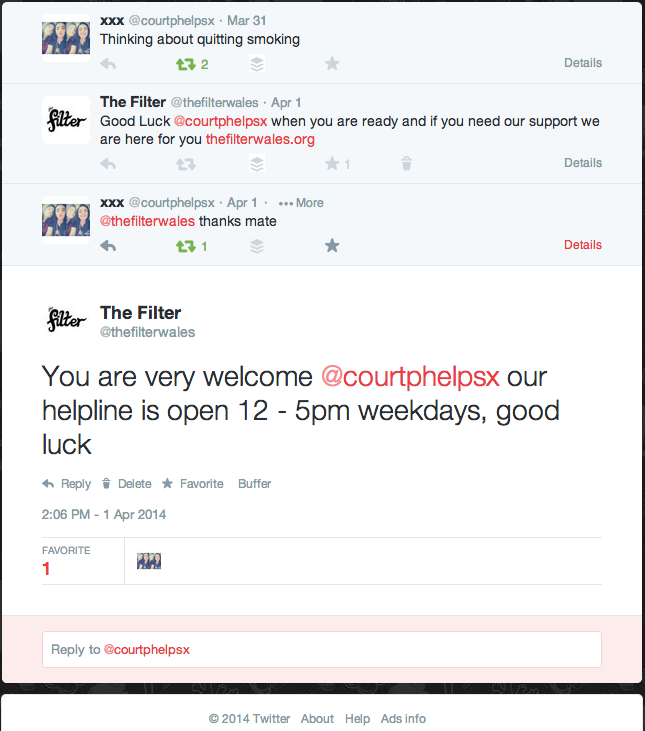 xxx @courtphelpsx · Mar 31
Thinking about quitting smoking
2
Details
The Filter @thefilterwales · Apr 1
Good Luck @courtphelpsx when you are ready and if you need our support we
are here for you thefilterwales.org
1
Details
xxx @courtphelpsx · Apr 1 · ••• More
@thefilterwales thanks mate
1
Details
the filter
The Filter
@thefilterwales
You are very welcome @courtphelpsx our
helpline is open 12 - 5pm weekdays, good
luck
Reply Delete Favorite Buffer
2:06 PM - 1 Apr 2014
FAVORITE
1
Reply to @courtphelpsx
© 2014 Twitter About Help Ads info